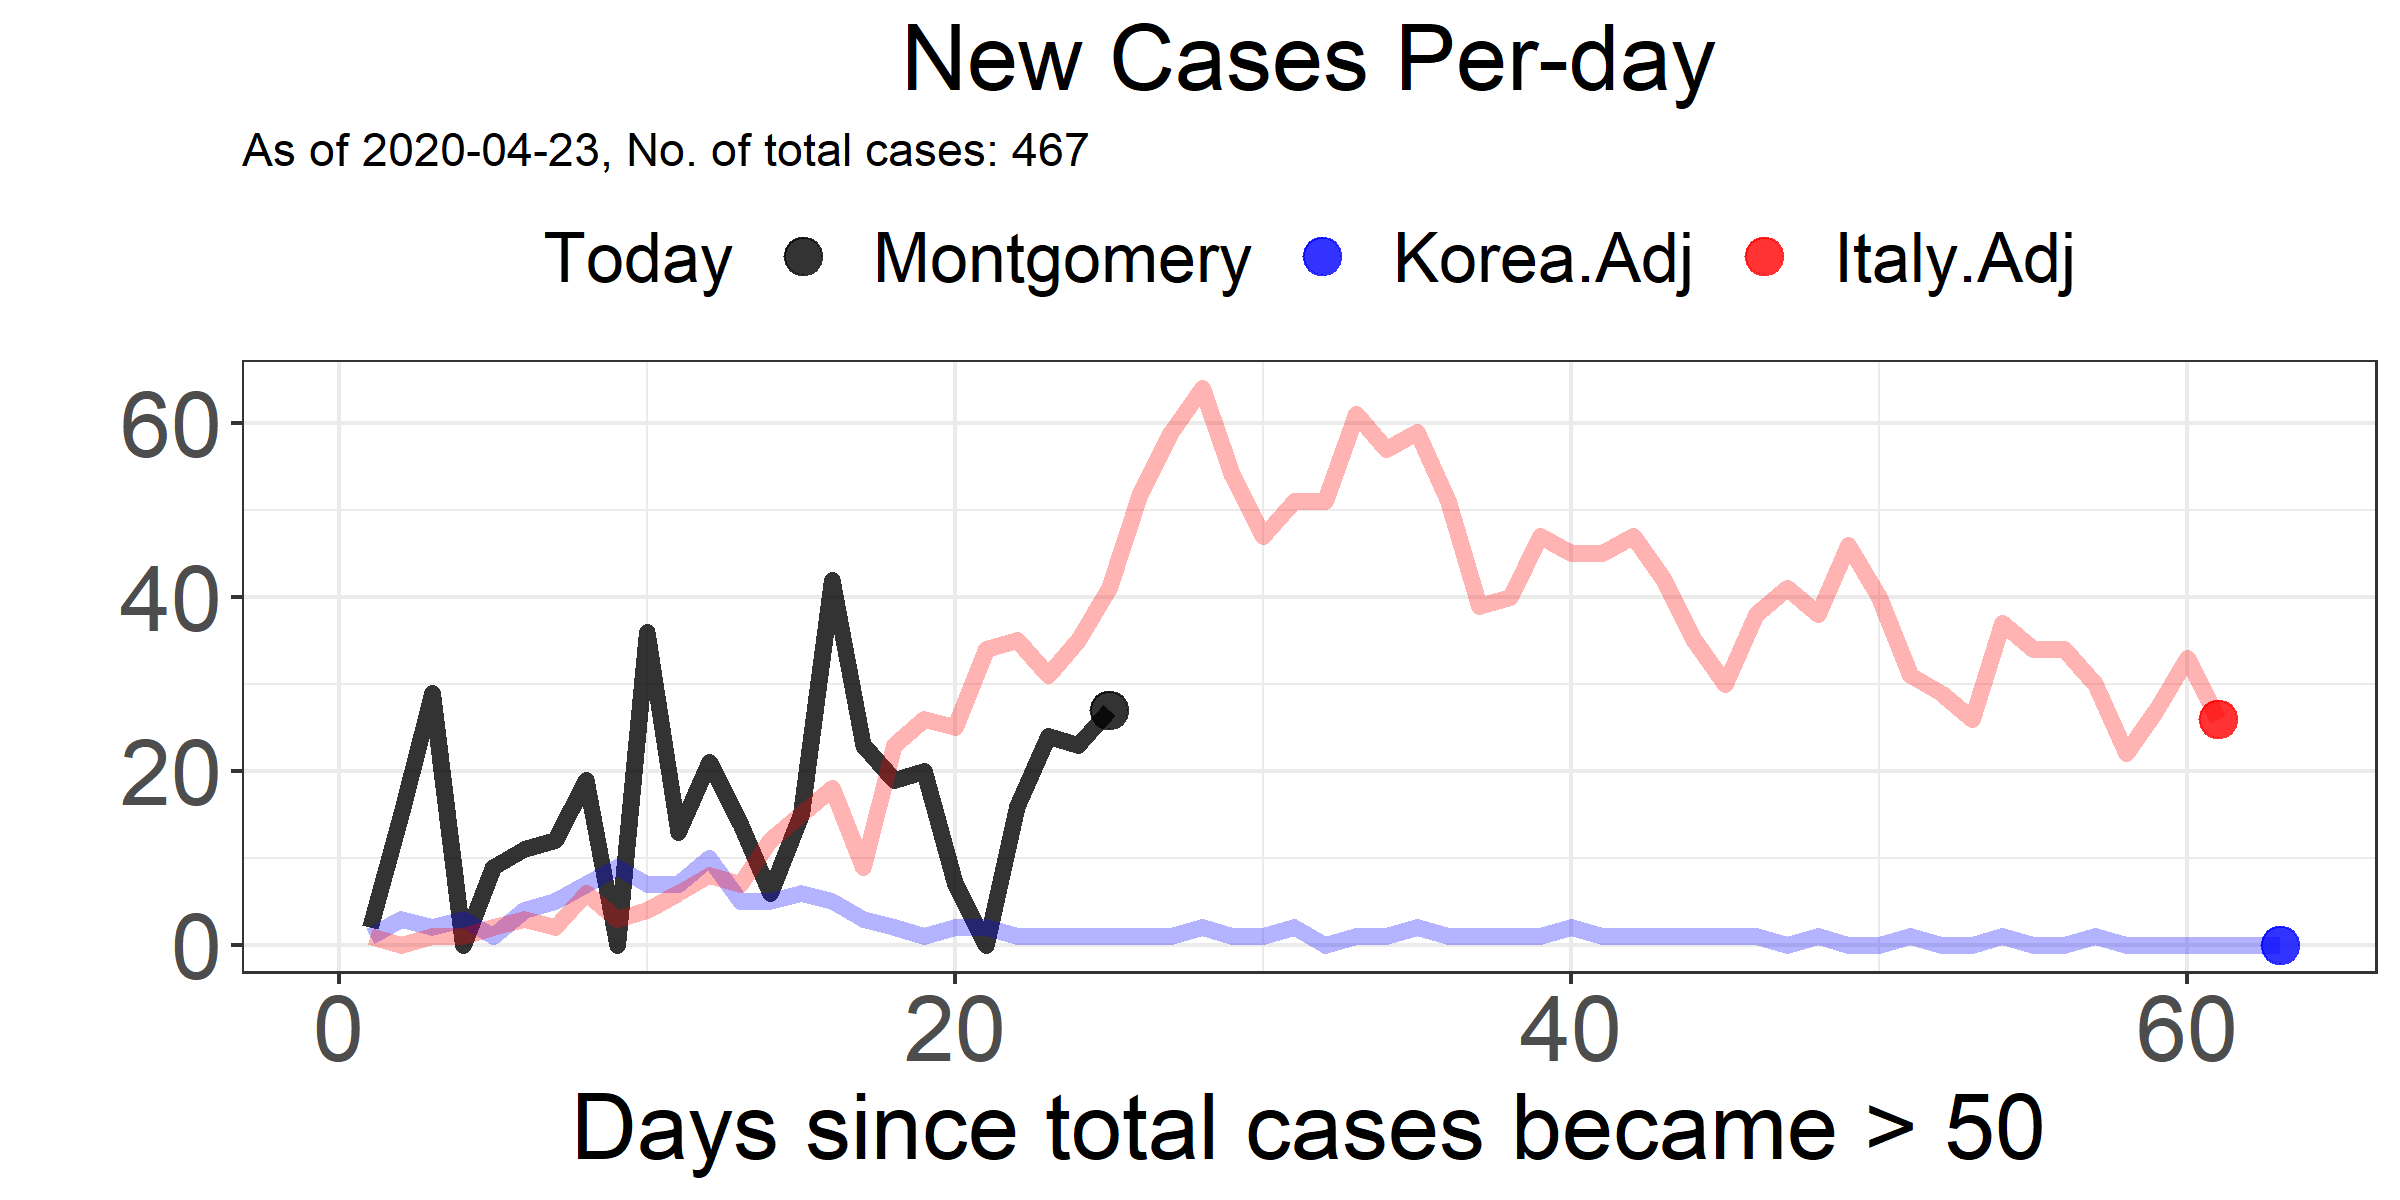 New Cases Per-day
As of 2020-04-23, No. of total cases: 467
Today Montgomery Korea.Adj Italy.Adj
60
40
20
0
0 20 40 60
Days since total cases became > 50